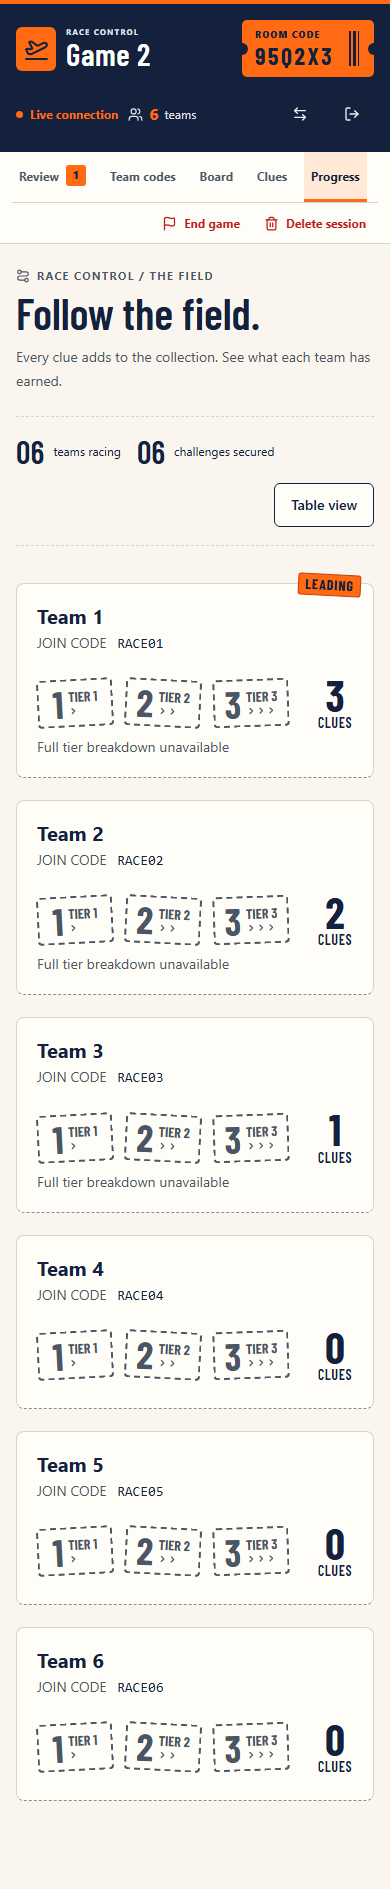 RACE CONTROL
Game 2
ROOM CODE
95Q2X3
Live connection 6 teams
Review 1 Team codes Board Clues Progress
End game Delete session
RACE CONTROL / THE FIELD
Follow the field.
Every clue adds to the collection. See what each team has
earned.
06 teams racing 06 challenges secured
Table view
LEADING
Team 1
JOIN CODE RACE01
1 TIER 1 2 TIER 2 3 TIER 3 3 CLUES
Full tier breakdown unavailable
Team 2
JOIN CODE RACE02
1 TIER 1 2 TIER 2 3 TIER 3 2 CLUES
Full tier breakdown unavailable
Team 3
JOIN CODE RACE03
1 TIER 1 2 TIER 2 3 TIER 3 1 CLUES
Full tier breakdown unavailable
Team 4
JOIN CODE RACE04
1 TIER 1 2 TIER 2 3 TIER 3 0 CLUES
Team 5
JOIN CODE RACE05
1 TIER 1 2 TIER 2 3 TIER 3 0 CLUES
Team 6
JOIN CODE RACE06
1 TIER 1 2 TIER 2 3 TIER 3 0 CLUES